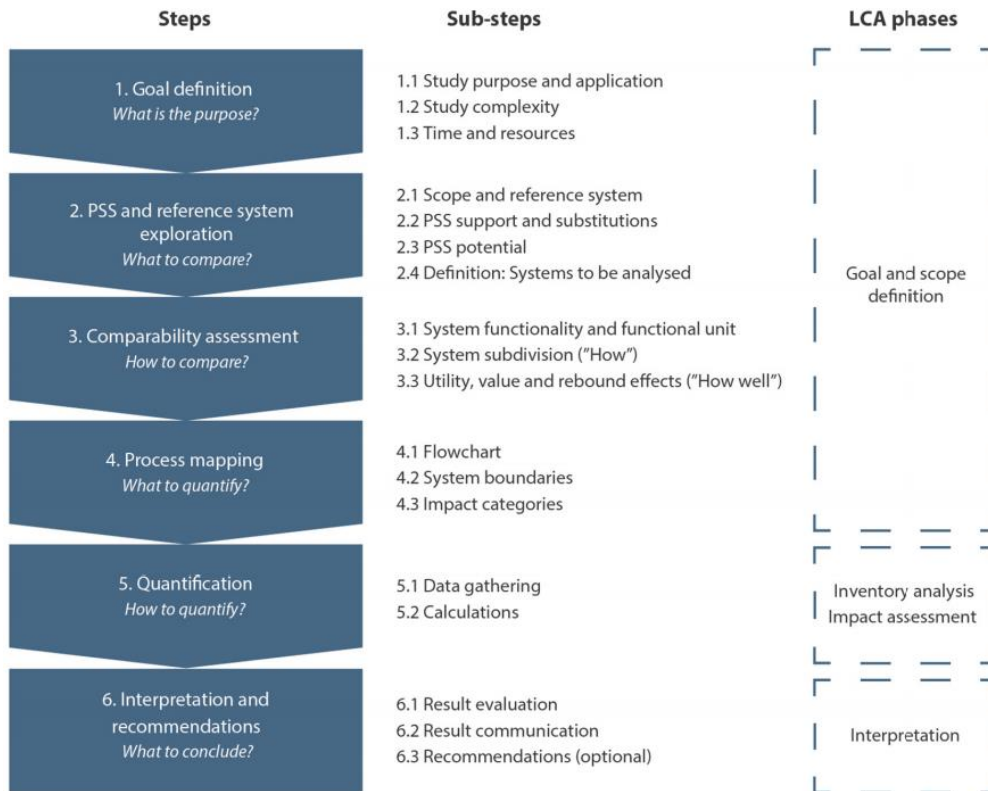 Steps
Sub-steps
LCA phases
1. Goal definition
What is the purpose?
1.1 Study purpose and application
1.2 Study complexity
1.3 Time and resources
2. PSS and reference system
exploration
What to compare?
2.1 Scope and reference system
2.2 PSS support and substitutions
2.3 PSS potential
2.4 Definition: Systems to be analysed
3. Comparability assessment
How to compare?
3.1 System functionality and functional unit
3.2 System subdivision ("How")
3.3 Utility, value and rebound effects ("How well")
4. Process mapping
What to quantify?
4.1 Flowchart
4.2 System boundaries
4.3 Impact categories
Goal and scope
definition
5. Quantification
How to quantify?
5.1 Data gathering
5.2 Calculations
Inventory analysis
Impact assessment
6. Interpretation and
recommendations
What to conclude?
6.1 Result evaluation
6.2 Result communication
6.3 Recommendations (optional)
Interpretation